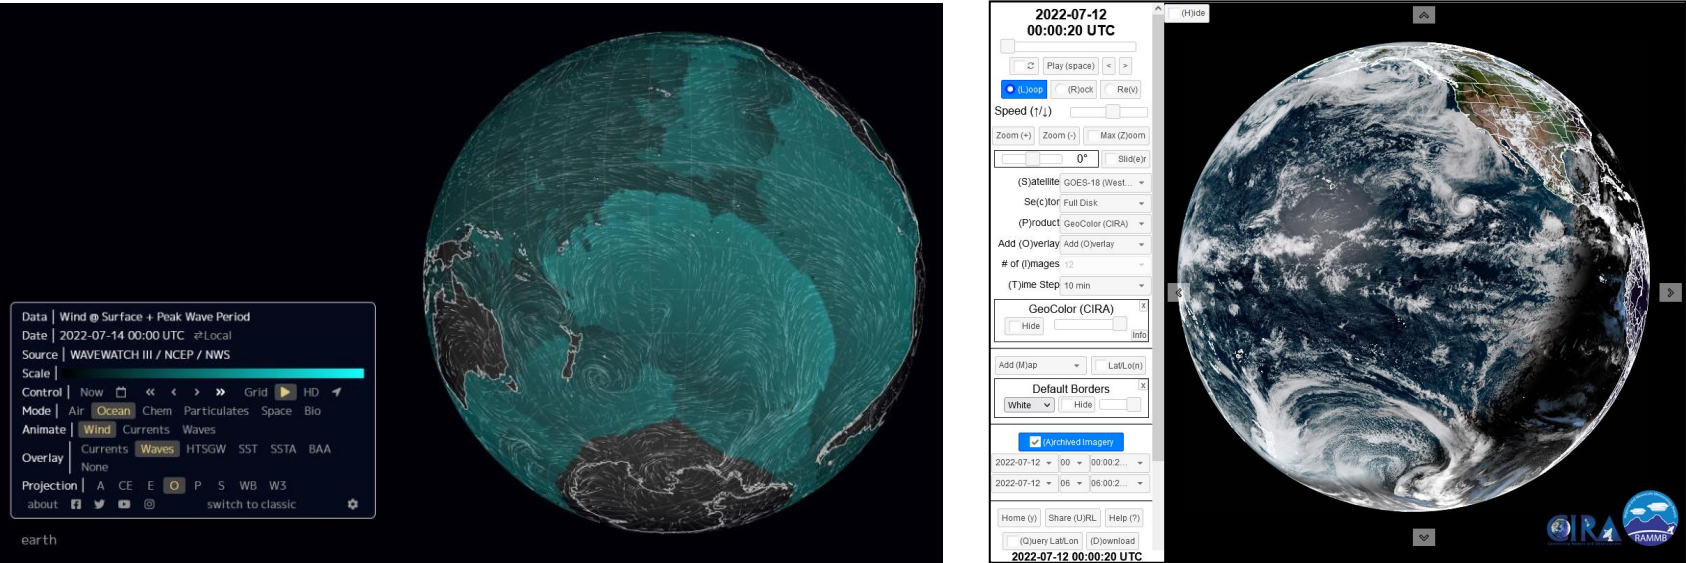 Data | Wind @ Surface + Peak Wave Period
Date | 2022-07-14 00:00 UTC ⇄Local
Source | WAVEWATCH III / NCEP / NWS
Scale |
Control | Now « ‹ › » Grid HD
Mode | Air Ocean Chem Particulates Space Bio
Animate | Wind Currents Waves
Overlay | Currents Waves HTSGW SST SSTA BAA
None
Projection | A CE E O P S WB W3
about switch to classic
earth
2022-07-12
00:00:20 UTC
Play (space) < >
(L)oop (R)ock Re(v)
Speed (↑/↓)
Zoom (+) Zoom (-) Max (Z)oom
0° Slid(e)r
(S)atellite GOES-18 (West...
Se(c)tor Full Disk
(P)roduct GeoColor (CIRA)
Add (O)verlay Add (O)verlay
# of (I)mages 12
(T)ime Step 10 min
x
GeoColor (CIRA)
Hide
Info
Add (M)ap Lat/Lo(n)
x
Default Borders
White Hide
(A)rchived Imagery
2022-07-12 00 00:00:2...
2022-07-12 06 06:00:2...
Home (y) Share (U)RL Help (?)
(Q)uery Lat/Lon (D)ownload
2022-07-12 00:00:20 UTC
(H)ide
CIRA
RAMMB